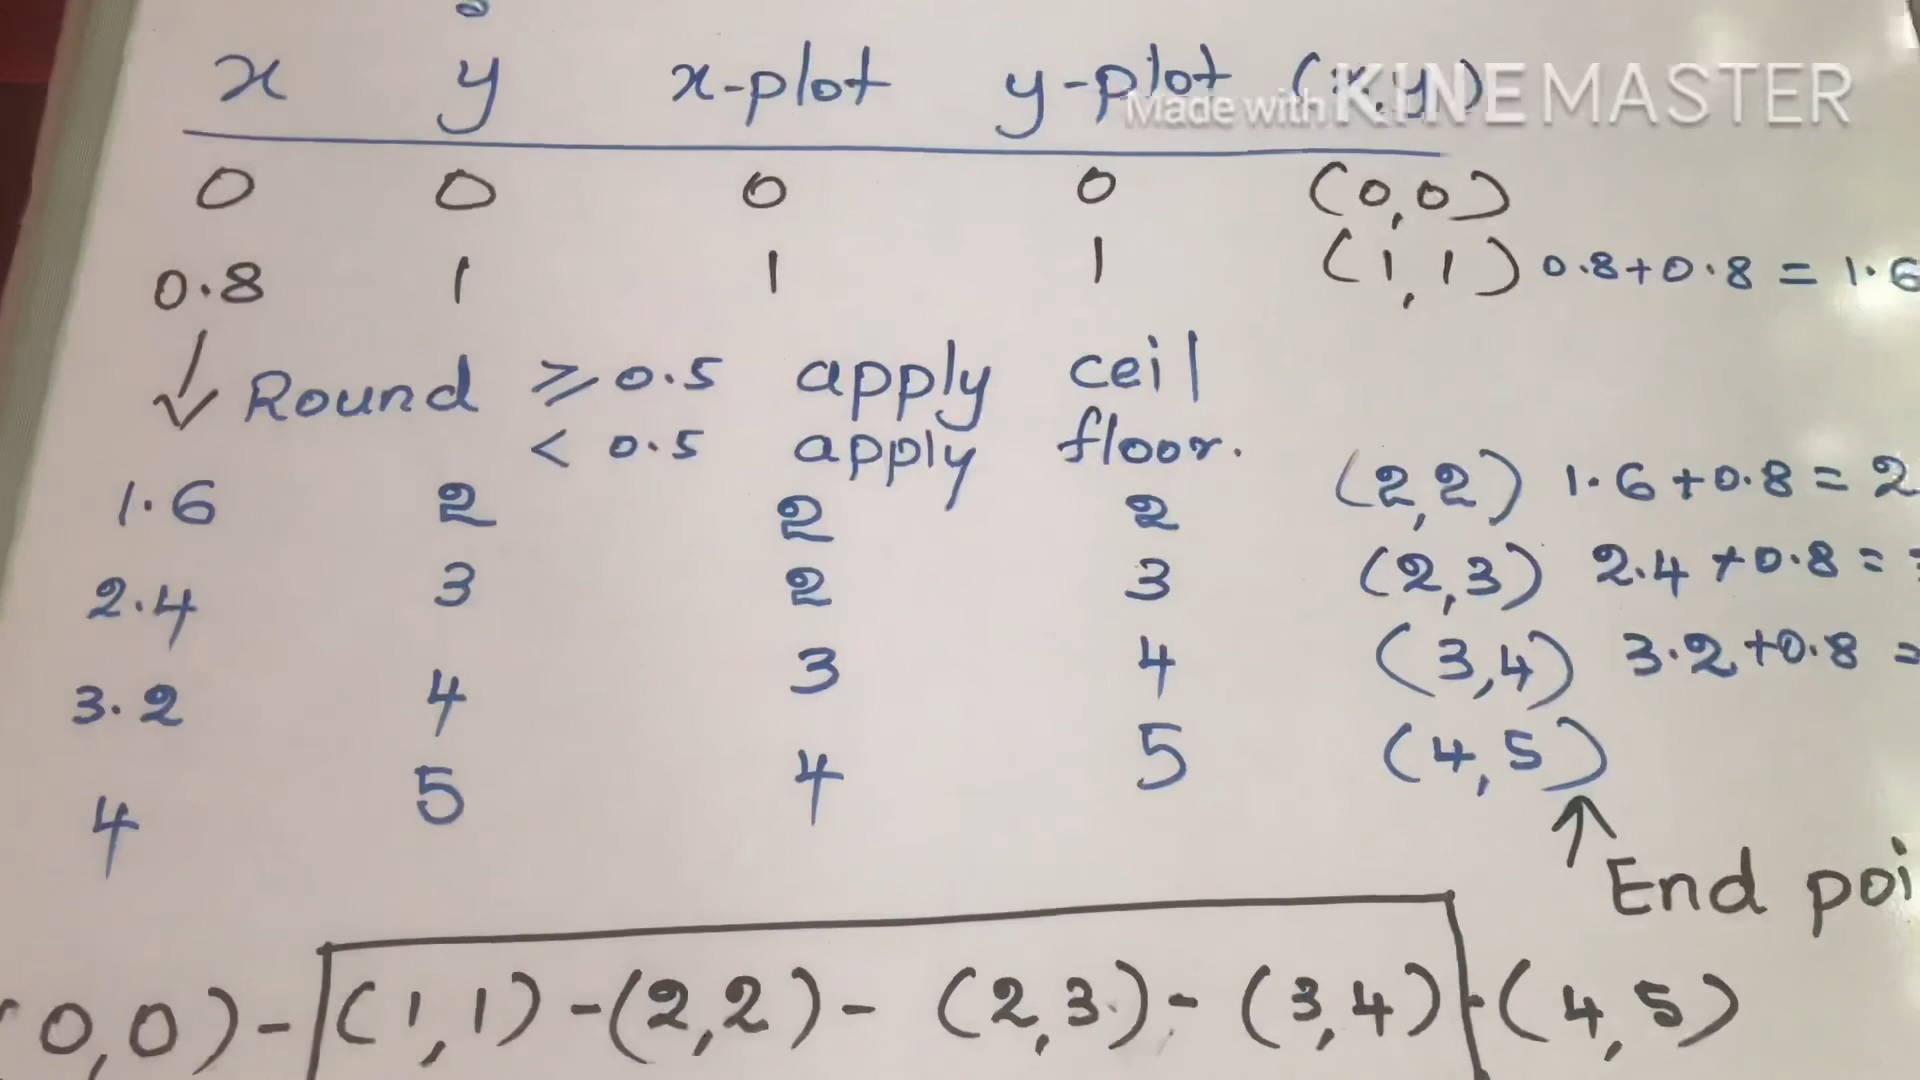 x y x-plot y-plot (x,y)
Made with KINEMASTER
0 0 0 0 (0,0)
0.8 1 1 1 (1,1) 0.8+0.8 = 1.6
Round ≥ 0.5 apply ceil
< 0.5 apply floor.
1.6 2 2 2 (2,2) 1.6+0.8 = 2
2.4 3 2 3 (2,3) 2.4+0.8 =
3.2 4 3 4 (3,4) 3.2+0.8 =
4 5 4 5 (4,5)
↑ End poi
(0,0) - (1,1) - (2,2) - (2,3) - (3,4) - (4,5)